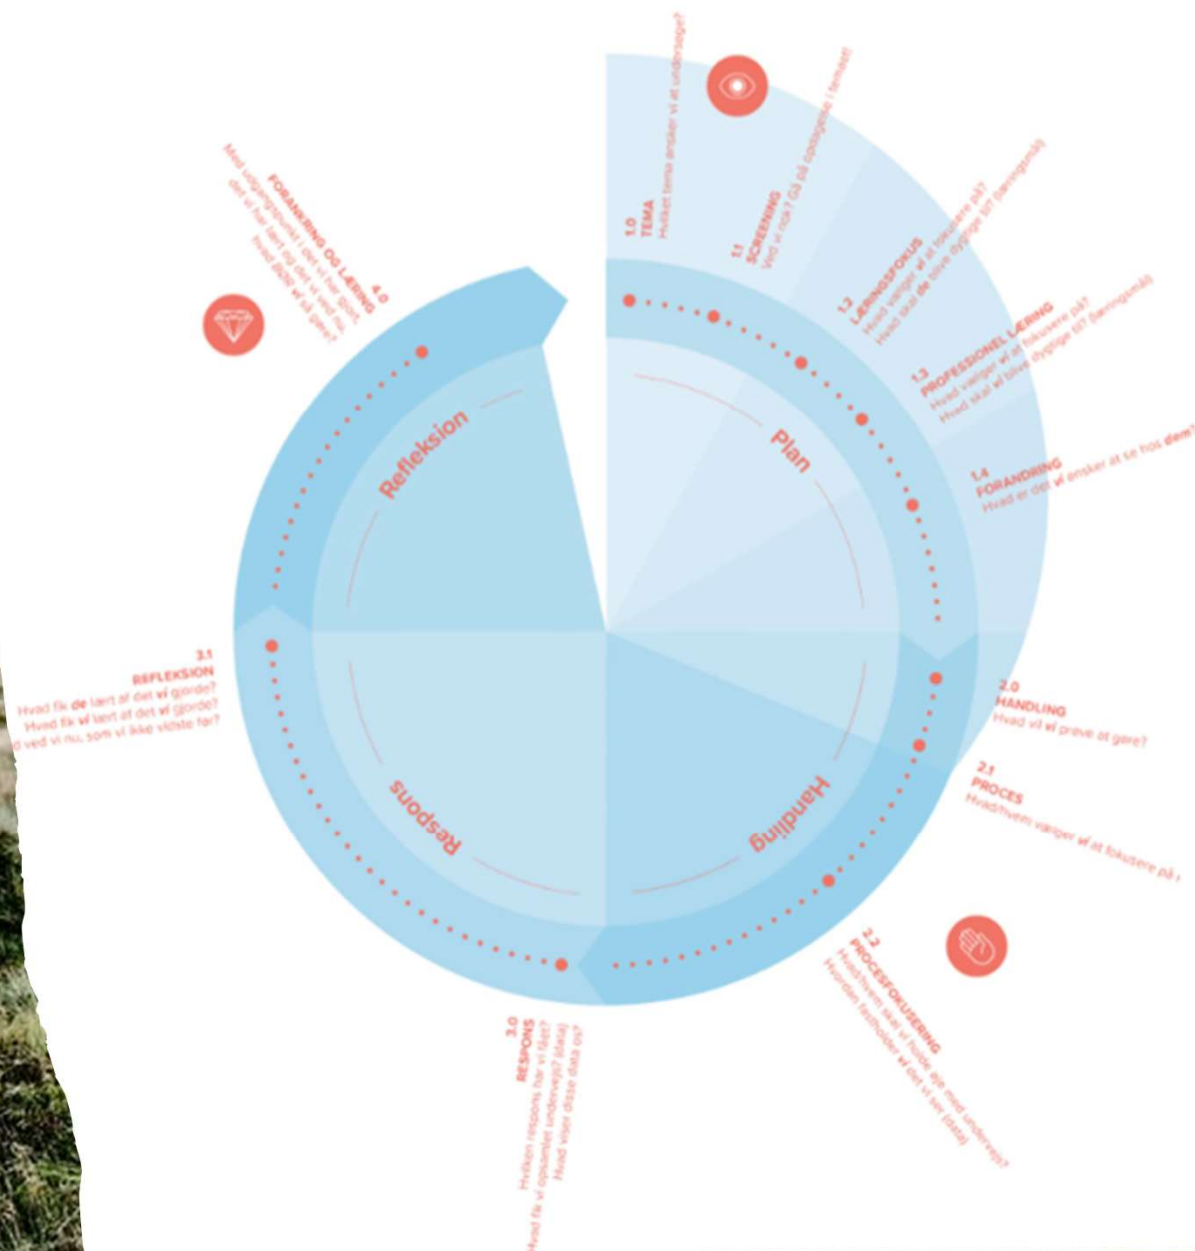 1.0
TEMA
Hvilket tema ønsker vi at undersøge?
1.1
SCREENING
Ved vi nok? Gå på opdagelse i temaet!
1.2
LÆRINGSFOKUS
Hvad vælger vi at fokusere på?
Hvad skal de blive dygtige til? (læringsmål)
1.3
PROFESSIONEL LÆRING
Hvad vælger vi at fokusere på?
Hvad skal vi blive dygtige til? (læringsmål)
1.4
FORANDRING
Hvad er det vi ønsker at se hos dem?
Plan
2.0
HANDLING
Hvad vil vi prøve at gøre?
2.1
PROCES
Hvad/hvem vælger vi at fokusere på
2.2
PROCESFOKUSERING
Hvad/hvem skal vi holde øje med undervejs?
Hvordan fastholder vi det vi ser (data)
Handling
3.0
RESPONS
Hvilken respons har vi fået?
Hvad fik vi opsamlet undervejs? (data)
Hvad viser disse data os?
Respons
3.1
REFLEKSION
Hvad fik de lært af det vi gjorde?
Hvad fik vi lært af det vi gjorde?
d ved vi nu, som vi ikke vidste før?
Refleksion
4.0
FORANKRING OG LÆRING
Med udgangspunkt i det vi har gjort,
det vi har lært og det vi ved nu,
hvad BØR vi så gøre?